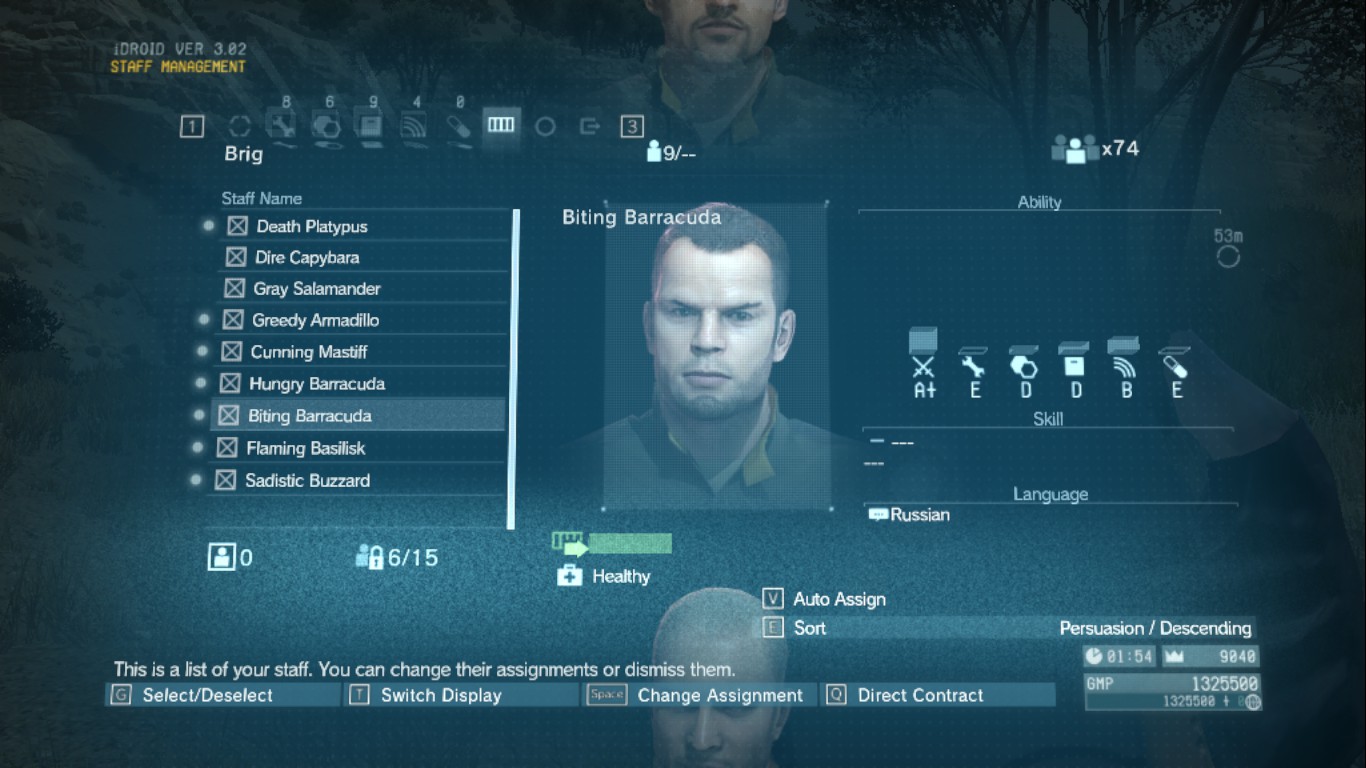 iDROID VER 3.02
STAFF MANAGEMENT
8 6 9 4 0
1 3
Brig 9/-- x74
Staff Name
Death Platypus
Dire Capybara
Gray Salamander
Greedy Armadillo
Cunning Mastiff
Hungry Barracuda
Biting Barracuda
Flaming Basilisk
Sadistic Buzzard
0 6/15
Biting Barracuda
Healthy
Ability
53m
A+ E D D B E
Skill
– ---
---
Language
Russian
V Auto Assign
E Sort Persuasion / Descending
This is a list of your staff. You can change their assignments or dismiss them.
G Select/Deselect T Switch Display Space Change Assignment Q Direct Contract
01:54 9040
GMP 1325500
1325500 + 0